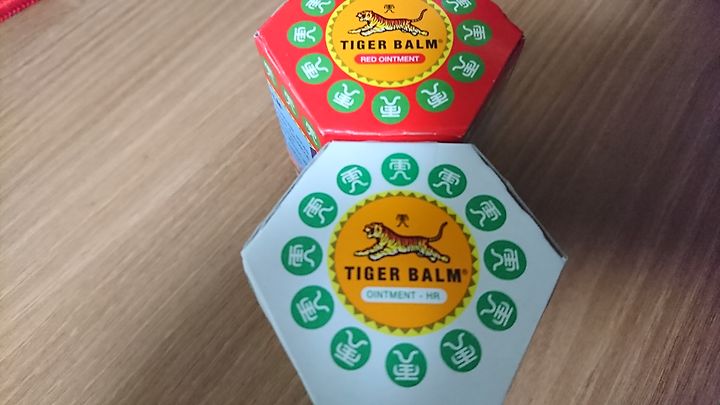 TIGER BALM®
RED OINTMENT
TIGER BALM®
OINTMENT - HR